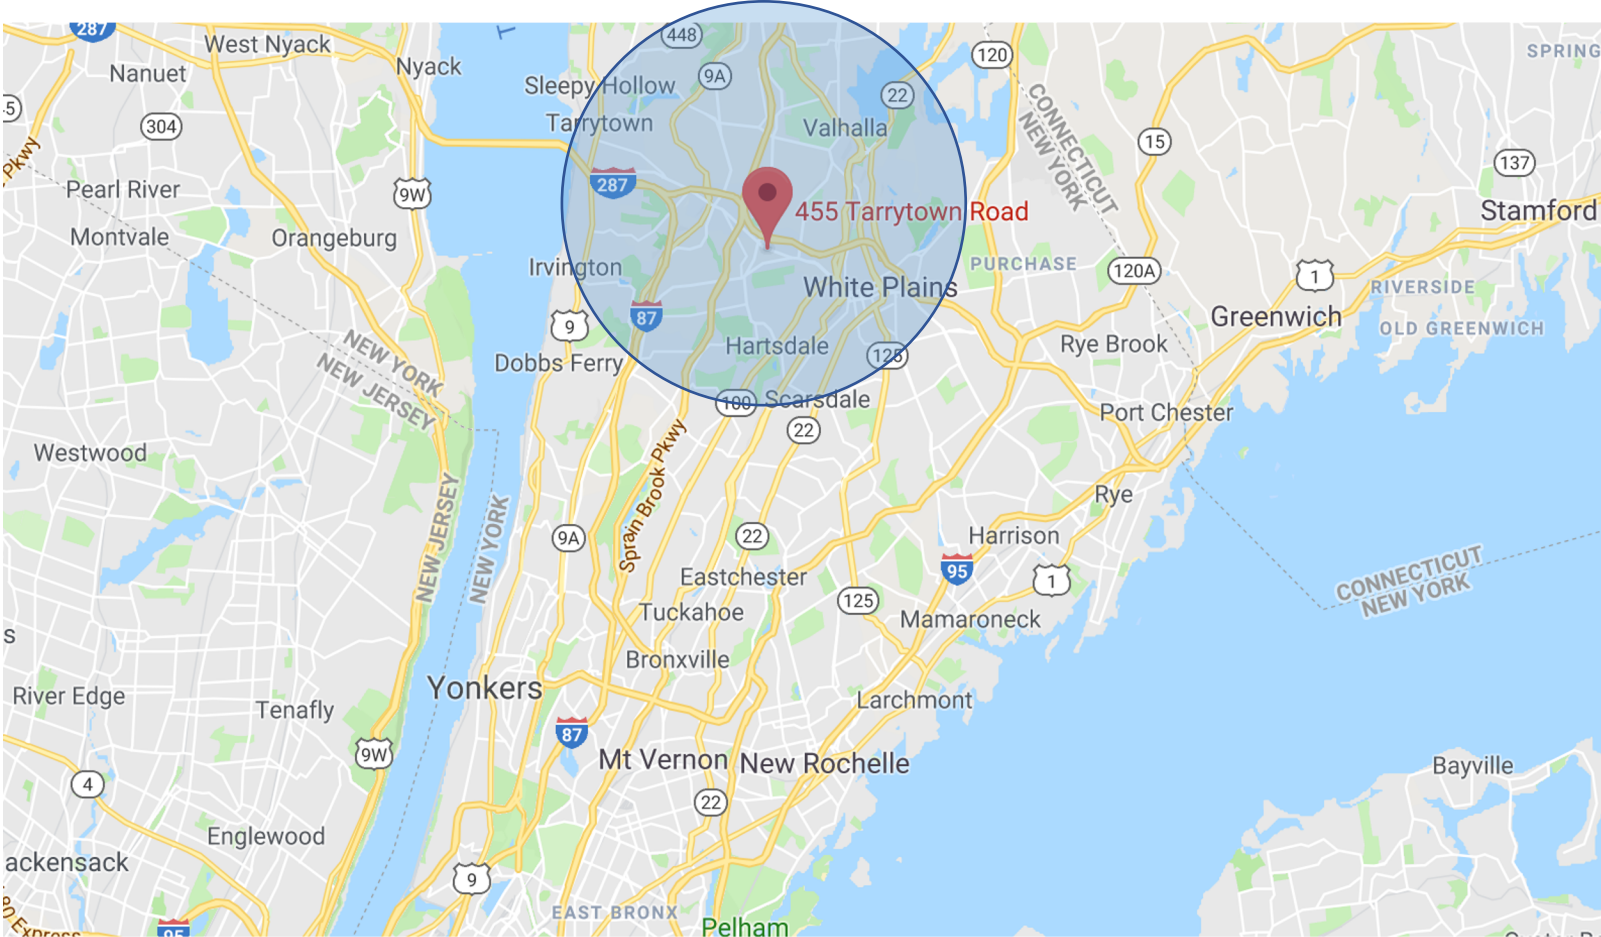 287
West Nyack
448
120
SPRING
Nanuet
Nyack
9A
Sleepy Hollow
22
-5
304
Tarrytown
Valhalla
CONNECTICUT
NEW YORK
15
137
Pkwy
Pearl River
9W
287
455 Tarrytown Road
Stamford
Montvale
Orangeburg
Irvington
PURCHASE
120A
1
White Plains
RIVERSIDE
87
9
Greenwich
OLD GREENWICH
NEW YORK
NEW JERSEY
Dobbs Ferry
Hartsdale
125
Rye Brook
100
Scarsdale
Port Chester
22
Westwood
Sprain Brook Pkwy
NEW JERSEY
NEW YORK
Rye
9A
22
Harrison
95
1
Eastchester
CONNECTICUT
NEW YORK
125
Tuckahoe
Mamaroneck
s
Bronxville
River Edge
Yonkers
Tenafly
Larchmont
87
9W
Mt Vernon
New Rochelle
Bayville
4
22
Englewood
ackensack
9
80 Express
95
EAST BRONX
Pelham